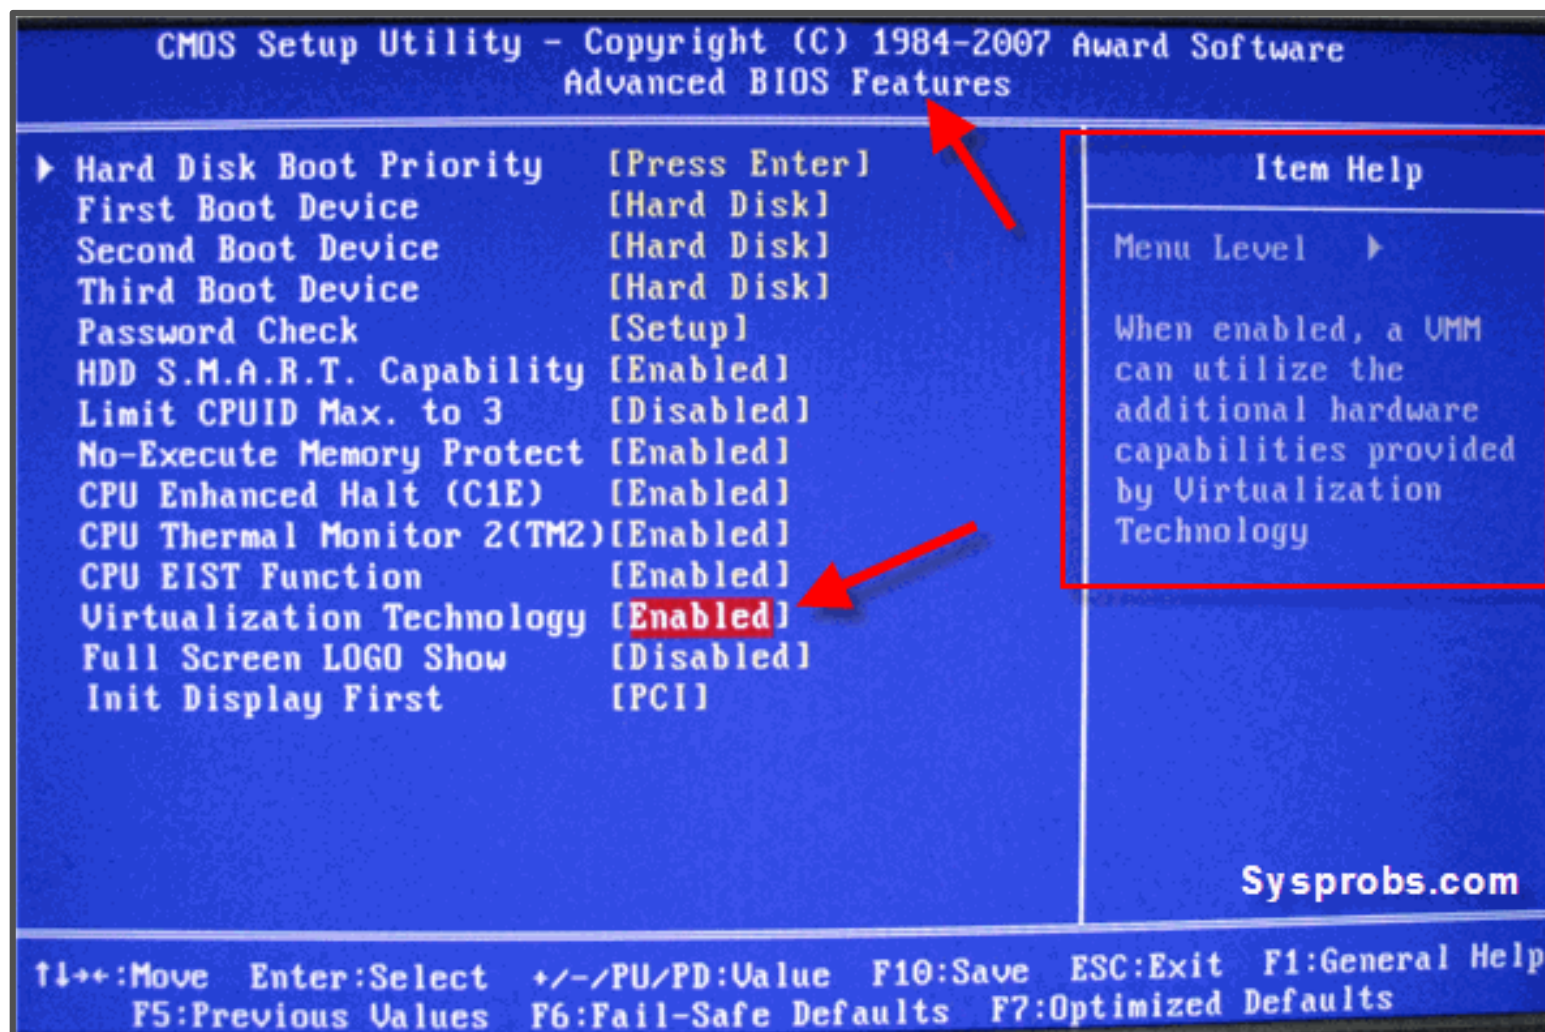 CMOS Setup Utility - Copyright (C) 1984-2007 Award Software
Advanced BIOS Features
Hard Disk Boot Priority [Press Enter]
First Boot Device [Hard Disk]
Second Boot Device [Hard Disk]
Third Boot Device [Hard Disk]
Password Check [Setup]
HDD S.M.A.R.T. Capability [Enabled]
Limit CPUID Max. to 3 [Disabled]
No-Execute Memory Protect [Enabled]
CPU Enhanced Halt (C1E) [Enabled]
CPU Thermal Monitor 2(TM2)[Enabled]
CPU EIST Function [Enabled]
Virtualization Technology [Enabled]
Full Screen LOGO Show [Disabled]
Init Display First [PCI]
Item Help
Menu Level
When enabled, a VMM
can utilize the
additional hardware
capabilities provided
by Virtualization
Technology
Sysprobs.com
↑↓→←:Move Enter:Select +/-/PU/PD:Value F10:Save ESC:Exit F1:General Help
F5:Previous Values F6:Fail-Safe Defaults F7:Optimized Defaults